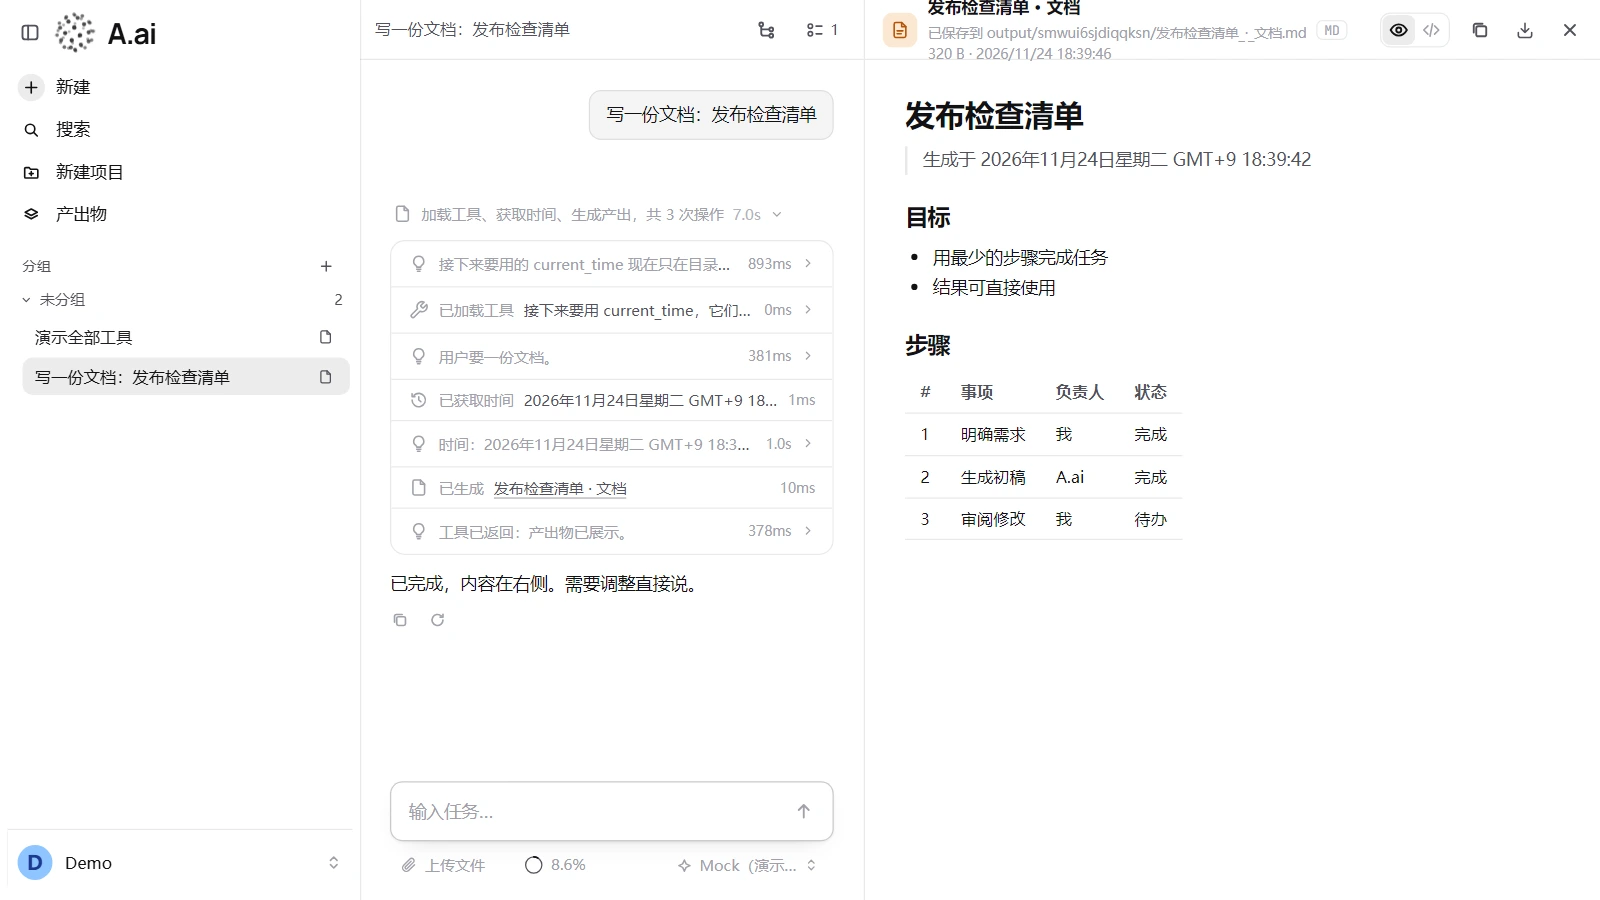 A.ai
新建
搜索
新建项目
产出物
分组
未分组 2
演示全部工具
写一份文档：发布检查清单
D Demo
写一份文档：发布检查清单 1
写一份文档：发布检查清单
加载工具、获取时间、生成产出，共 3 次操作 7.0s
接下来要用的 current_time 现在只在目录... 893ms
已加载工具 接下来要用 current_time，它们... 0ms
用户要一份文档。 381ms
已获取时间 2026年11月24日星期二 GMT+9 18... 1ms
时间：2026年11月24日星期二 GMT+9 18:3... 1.0s
已生成 发布检查清单 · 文档 10ms
工具已返回：产出物已展示。 378ms
已完成，内容在右侧。需要调整直接说。
输入任务...
上传文件 8.6% Mock（演示...
发布检查清单 • 文档
已保存到 output/smwui6sjdiqqksn/发布检查清单_·_文档.md MD
320 B · 2026/11/24 18:39:46
发布检查清单
生成于 2026年11月24日星期二 GMT+9 18:39:42
目标
• 用最少的步骤完成任务
• 结果可直接使用
步骤
# 事项 负责人 状态
1 明确需求 我 完成
2 生成初稿 A.ai 完成
3 审阅修改 我 待办